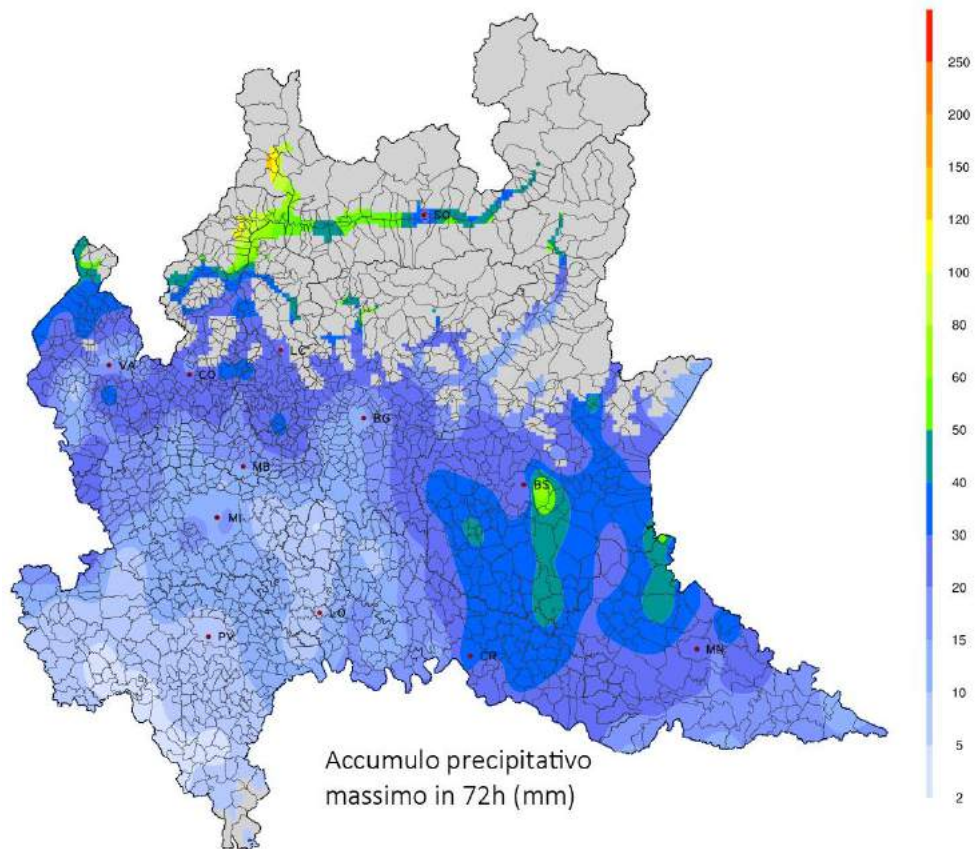 250
200
150
120
100
80
60
50
40
30
20
15
10
5
2
SO
VA
CO
LC
BG
MB
BS
MI
LO
PV
CR
MN
Accumulo precipitativo
massimo in 72h (mm)